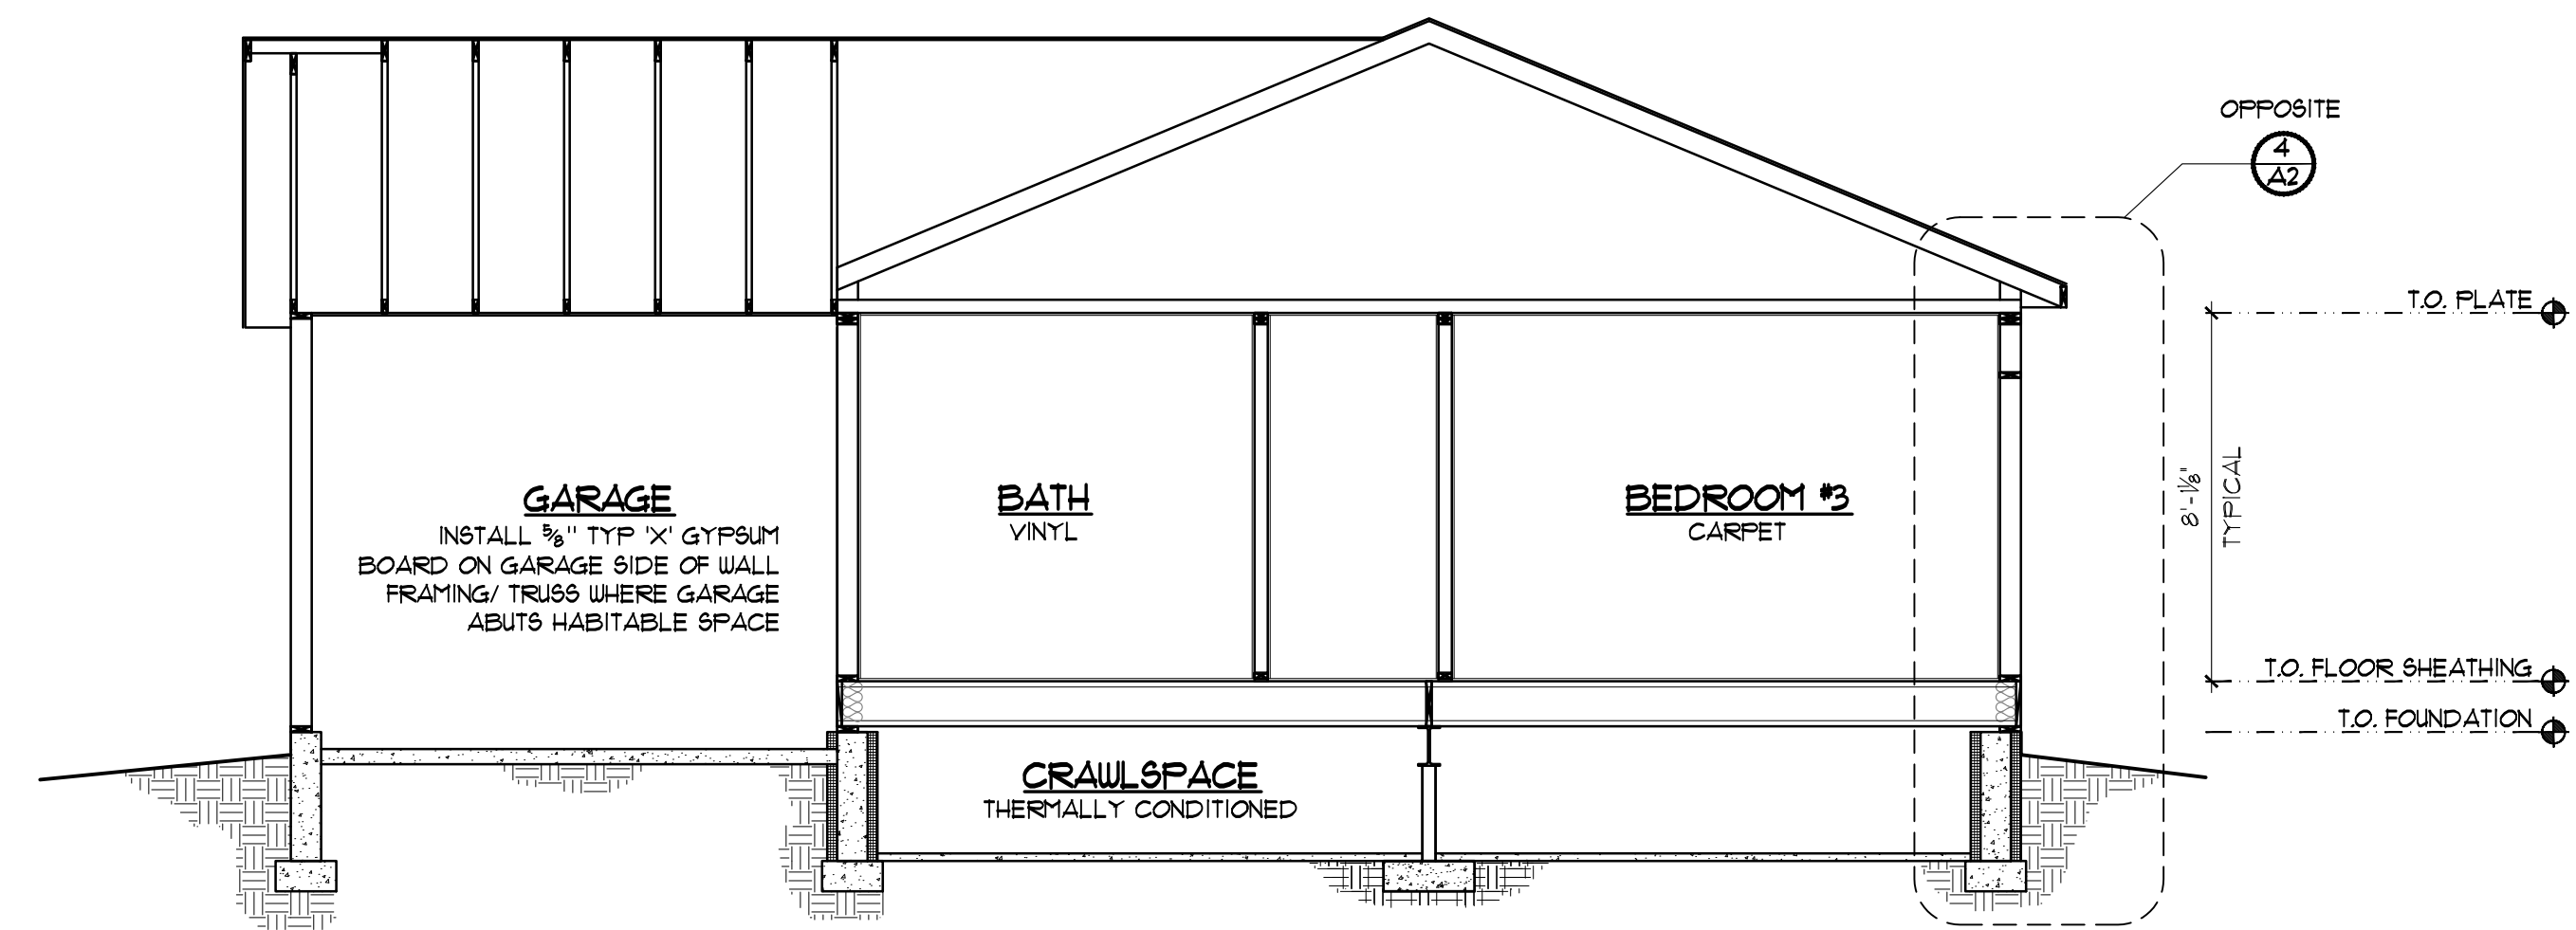 OPPOSITE
4
A2
T.O. PLATE
GARAGE
INSTALL ⅝" TYP 'X' GYPSUM
BOARD ON GARAGE SIDE OF WALL
FRAMING/ TRUSS WHERE GARAGE
ABUTS HABITABLE SPACE
BATH
VINYL
BEDROOM #3
CARPET
8'-1⅛"
TYPICAL
T.O. FLOOR SHEATHING
T.O. FOUNDATION
CRAWLSPACE
THERMALLY CONDITIONED